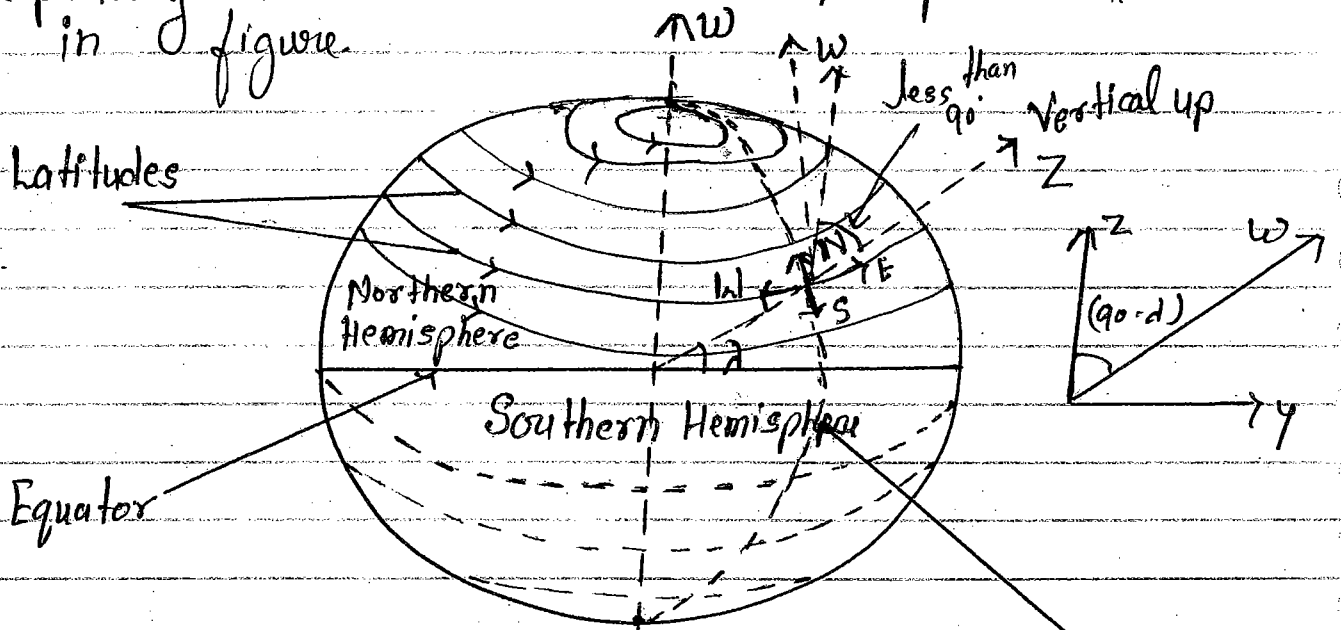 in figure.
W
W
less than 90°
Vertical up
Z
Latitudes
N
W
E
S
Northern
Hemisphere
λ
Z
W
(90-d)
y
Southern Hemisphere
Equator